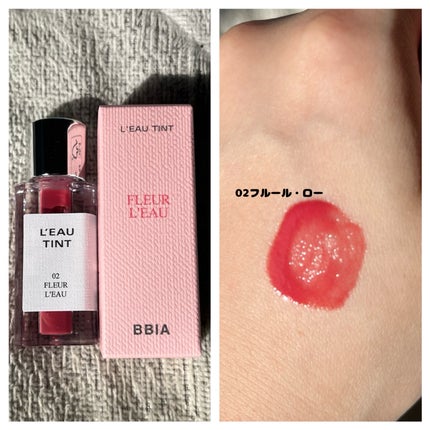 L'EAU
TINT
02
FLEUR
L'EAU
L'EAU TINT
FLEUR
L'EAU
BBIA
02フルール・ロー